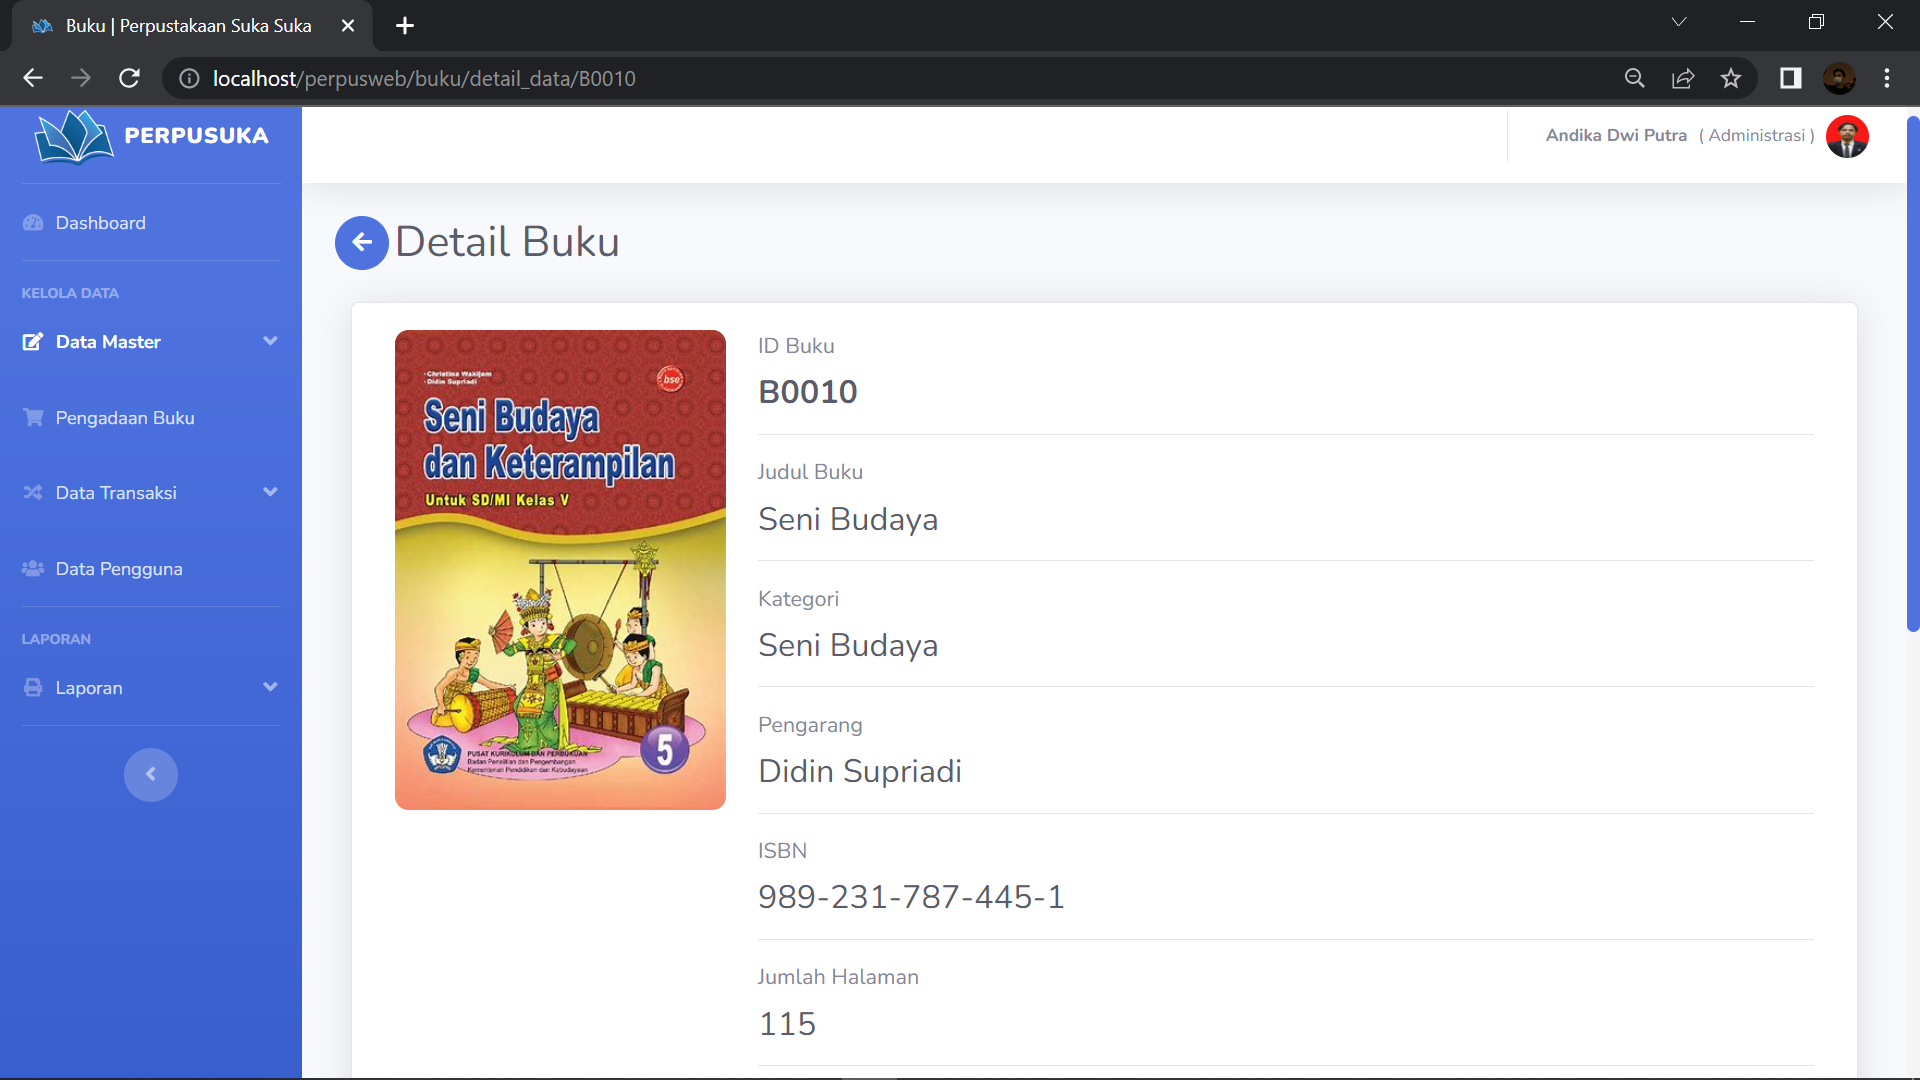 Buku | Perpustakaan Suka Suka
localhost/perpusweb/buku/detail_data/B0010
PERPUSUKA
Andika Dwi Putra ( Administrasi )
Dashboard
KELOLA DATA
Data Master
Pengadaan Buku
Data Transaksi
Data Pengguna
LAPORAN
Laporan
Detail Buku
- Christina Wakijem
- Didin Supriadi
bse
Seni Budaya
dan Keterampilan
Untuk SD/MI Kelas V
5
PUSAT KURIKULUM DAN PERBUKUAN
Badan Penelitian dan Pengembangan
Kementerian Pendidikan dan Kebudayaan
ID Buku
B0010
Judul Buku
Seni Budaya
Kategori
Seni Budaya
Pengarang
Didin Supriadi
ISBN
989-231-787-445-1
Jumlah Halaman
115